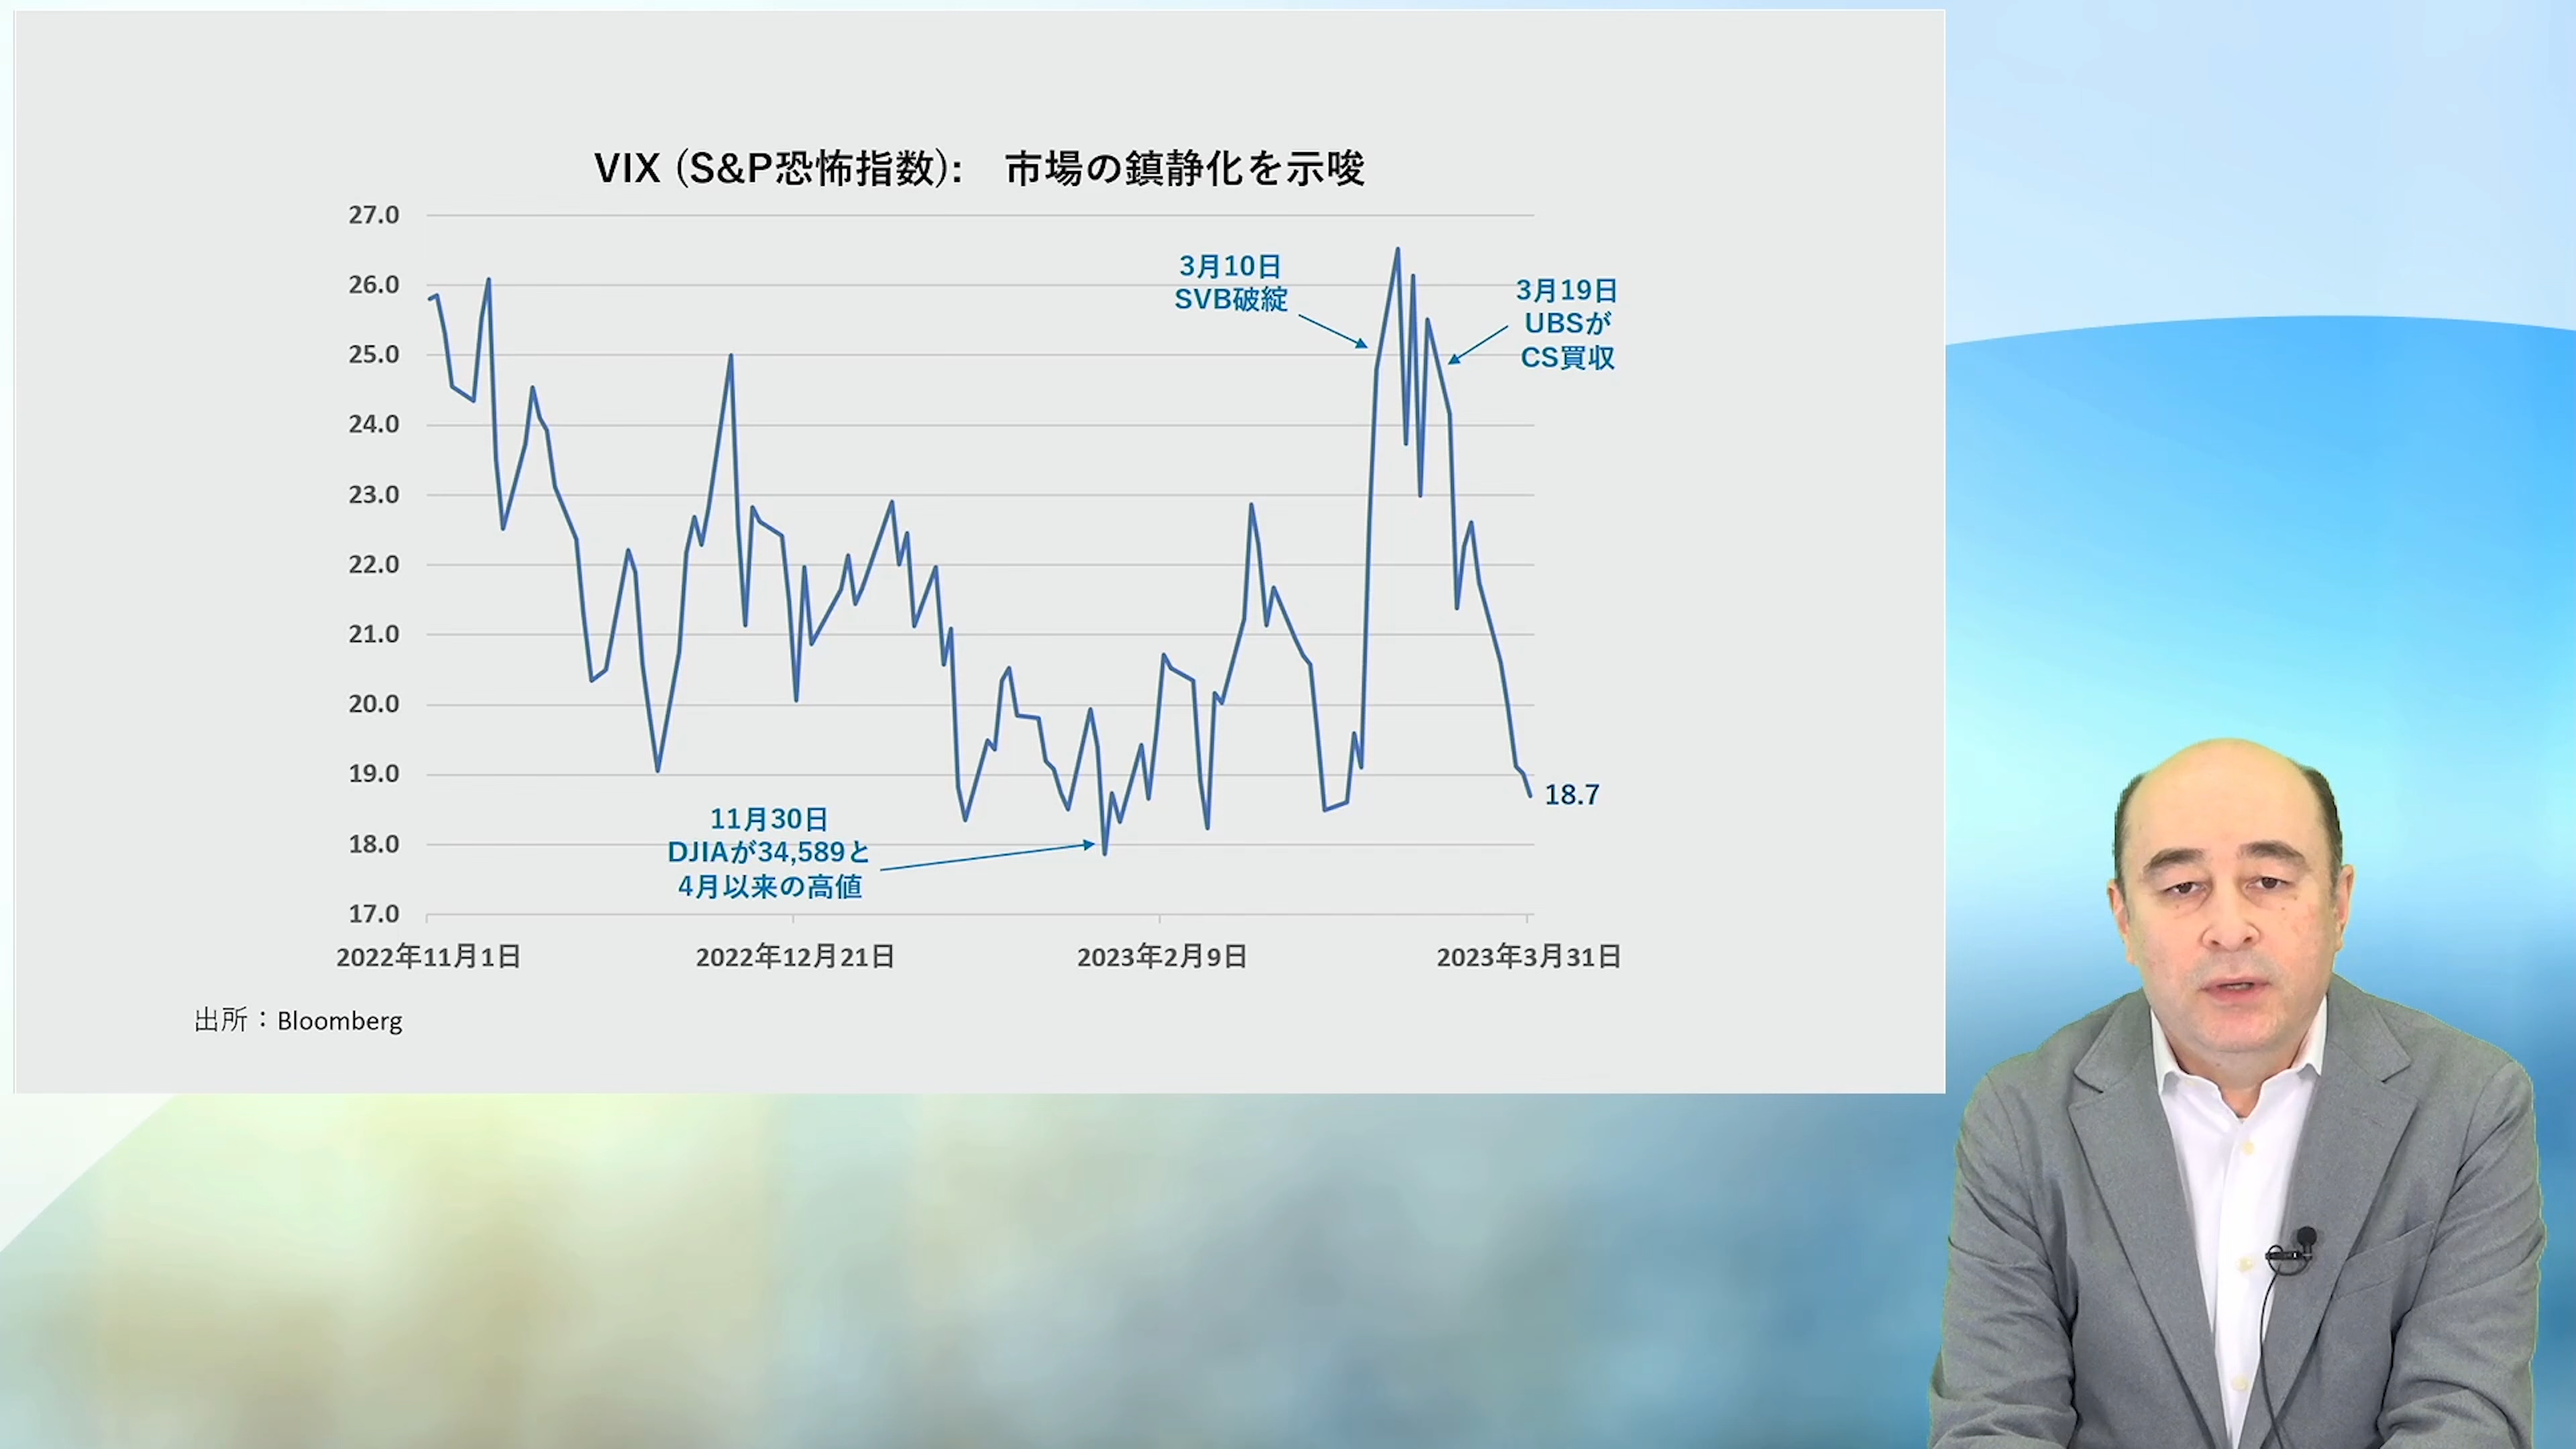 VIX (S&P恐怖指数):　市場の鎮静化を示唆
27.0
26.0
25.0
24.0
23.0
22.0
21.0
20.0
19.0
18.0
17.0
3月10日
SVB破綻
3月19日
UBSが
CS買収
11月30日
DJIAが34,589と
4月以来の高値
18.7
2022年11月1日
2022年12月21日
2023年2月9日
2023年3月31日
出所：Bloomberg